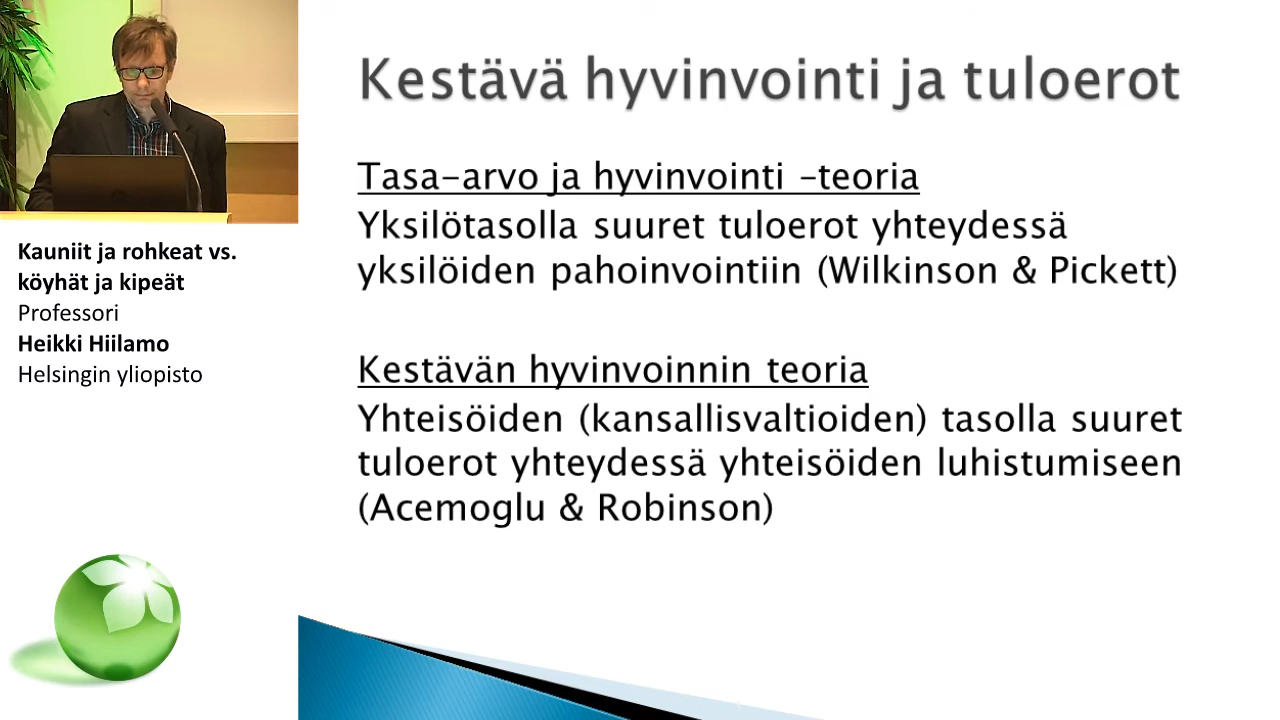 Kestävä hyvinvointi ja tuloerot
Tasa-arvo ja hyvinvointi -teoria
Yksilötasolla suuret tuloerot yhteydessä
yksilöiden pahoinvointiin (Wilkinson & Pickett)
Kestävän hyvinvoinnin teoria
Yhteisöiden (kansallisvaltioiden) tasolla suuret
tuloerot yhteydessä yhteisöiden luhistumiseen
(Acemoglu & Robinson)
Kauniit ja rohkeat vs.
köyhät ja kipeät
Professori
Heikki Hiilamo
Helsingin yliopisto